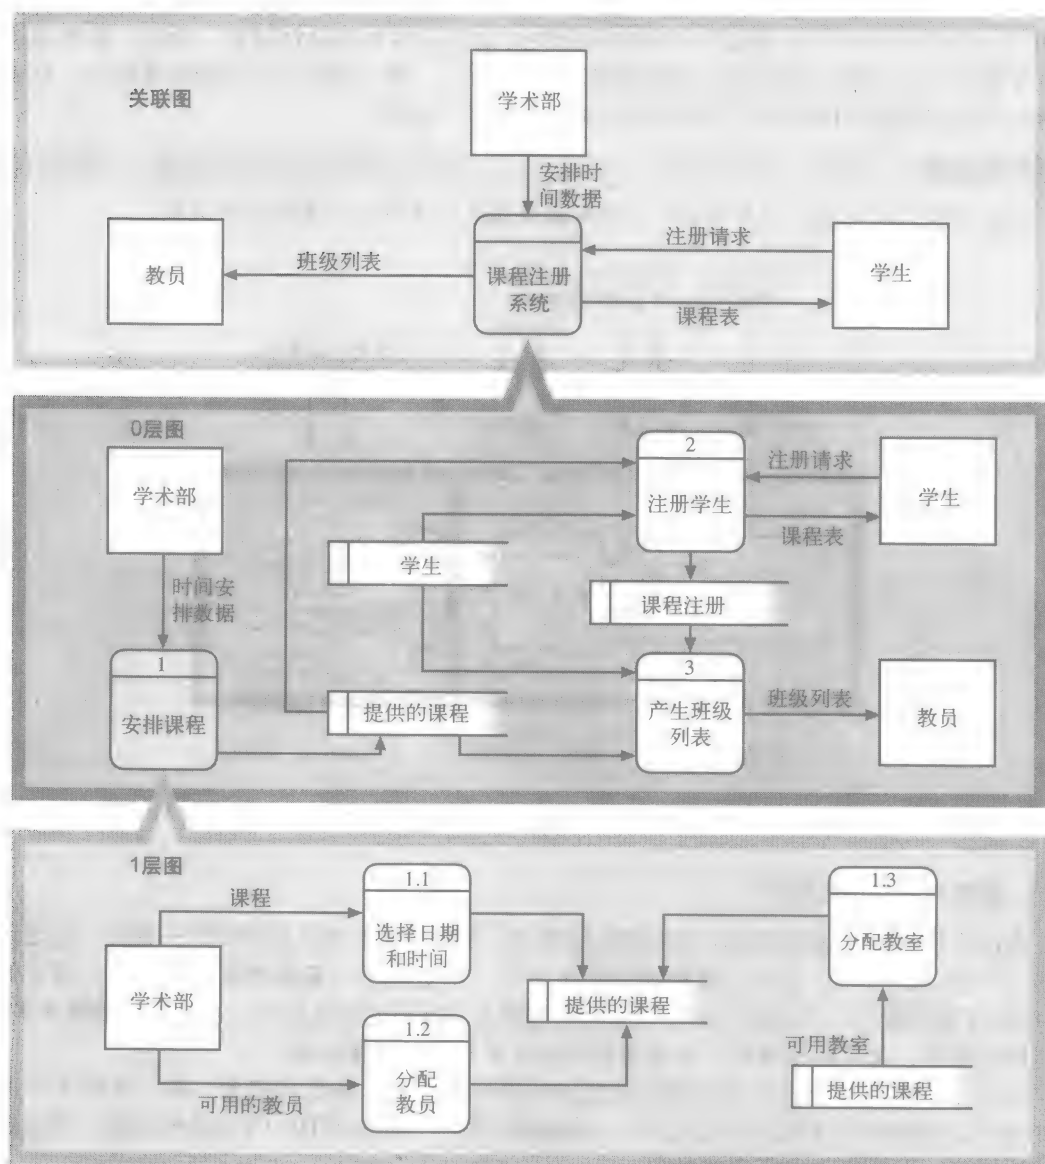 关联图
学术部
安排时
间数据
教员
班级列表
课程注册
系统
注册请求
课程表
学生
0层图
学术部
时间安
排数据
1
安排课程
学生
提供的课程
2
注册学生
注册请求
课程表
学生
课程注册
3
产生班级
列表
班级列表
教员
1层图
学术部
课程
1.1
选择日期
和时间
可用的教员
1.2
分配
教员
提供的课程
1.3
分配教室
可用教室
提供的课程